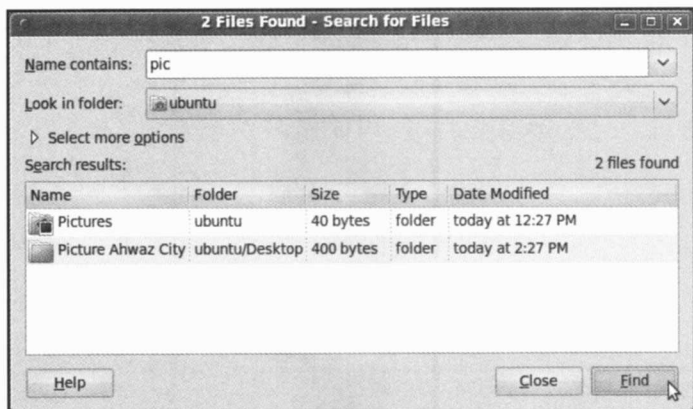 2 Files Found - Search for Files
Name contains: pic
Look in folder: ubuntu
Select more options
Search results: 2 files found
Name Folder Size Type Date Modified
Pictures ubuntu 40 bytes folder today at 12:27 PM
Picture Ahwaz City ubuntu/Desktop 400 bytes folder today at 2:27 PM
Help Close Find